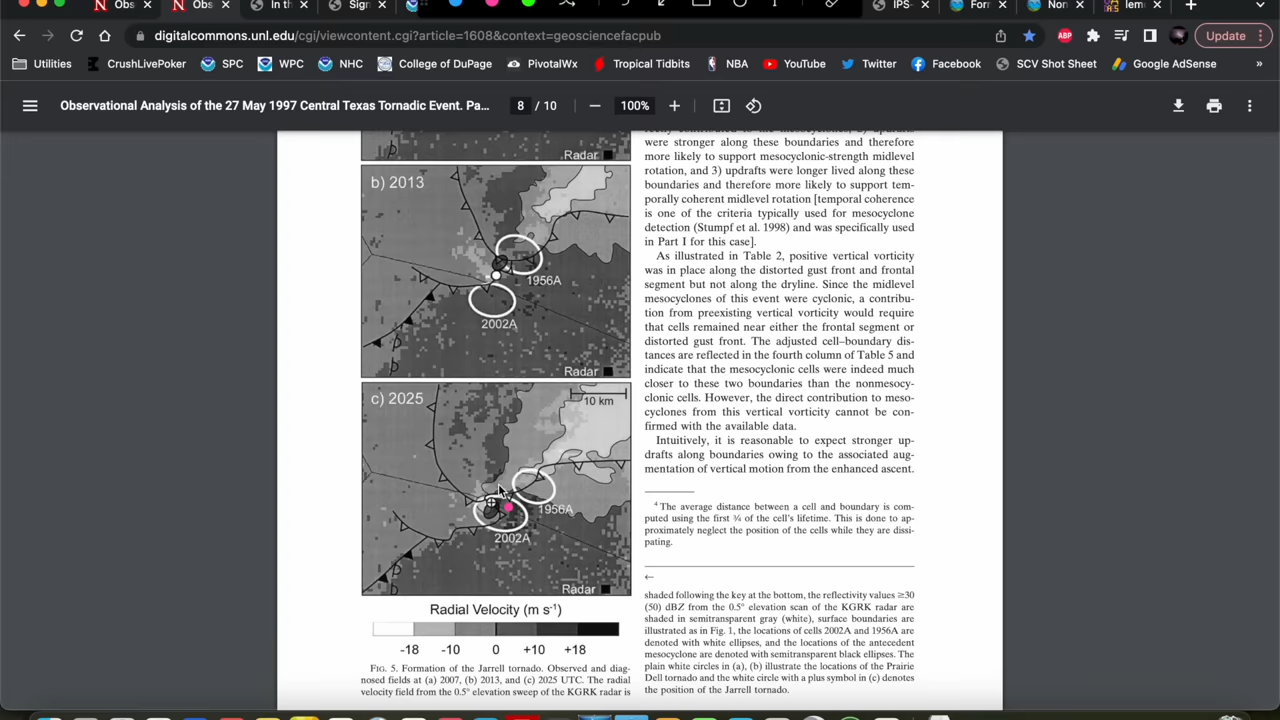 Obs
Obs
In th
Sign
IPS-
For
Non
lem
digitalcommons.unl.edu/cgi/viewcontent.cgi?article=1608&context=geosciencefacpub
ABP
Update
Utilities
CrushLivePoker
SPC
WPC
NHC
College of DuPage
PivotalWx
Tropical Tidbits
NBA
YouTube
Twitter
Facebook
SCV Shot Sheet
Google AdSense
»
Observational Analysis of the 27 May 1997 Central Texas Tornadic Event. Pa...
8 / 10
100%
Radar
b) 2013
1956A
2002A
Radar
c) 2025
10 km
1956A
2002A
Radar
Radial Velocity (m s-1)
-18 -10 0 +10 +18
FIG. 5. Formation of the Jarrell tornado. Observed and diag-
nosed fields at (a) 2007, (b) 2013, and (c) 2025 UTC. The radial
velocity field from the 0.5° elevation sweep of the KGRK radar is
were stronger along these boundaries and therefore
more likely to support mesocyclonic-strength midlevel
rotation, and 3) updrafts were longer lived along these
boundaries and therefore more likely to support tem-
porally coherent midlevel rotation [temporal coherence
is one of the criteria typically used for mesocyclone
detection (Stumpf et al. 1998) and was specifically used
in Part I for this case].
As illustrated in Table 2, positive vertical vorticity
was in place along the distorted gust front and frontal
segment but not along the dryline. Since the midlevel
mesocyclones of this event were cyclonic, a contribu-
tion from preexisting vertical vorticity would require
that cells remained near either the frontal segment or
distorted gust front. The adjusted cell–boundary dis-
tances are reflected in the fourth column of Table 5 and
indicate that the mesocyclonic cells were indeed much
closer to these two boundaries than the nonmesocy-
clonic cells. However, the direct contribution to meso-
cyclones from this vertical vorticity cannot be con-
firmed with the available data.
Intuitively, it is reasonable to expect stronger up-
drafts along boundaries owing to the associated aug-
mentation of vertical motion from the enhanced ascent.
4 The average distance between a cell and boundary is com-
puted using the first ¾ of the cell's lifetime. This is done to ap-
proximately neglect the position of the cells while they are dissi-
pating.
←
shaded following the key at the bottom, the reflectivity values ≥30
(50) dBZ from the 0.5° elevation scan of the KGRK radar are
shaded in semitransparent gray (white), surface boundaries are
illustrated as in Fig. 1, the locations of cells 2002A and 1956A are
denoted with white ellipses, and the locations of the antecedent
mesocyclone are denoted with semitransparent black ellipses. The
plain white circles in (a), (b) illustrate the locations of the Prairie
Dell tornado and the white circle with a plus symbol in (c) denotes
the position of the Jarrell tornado.